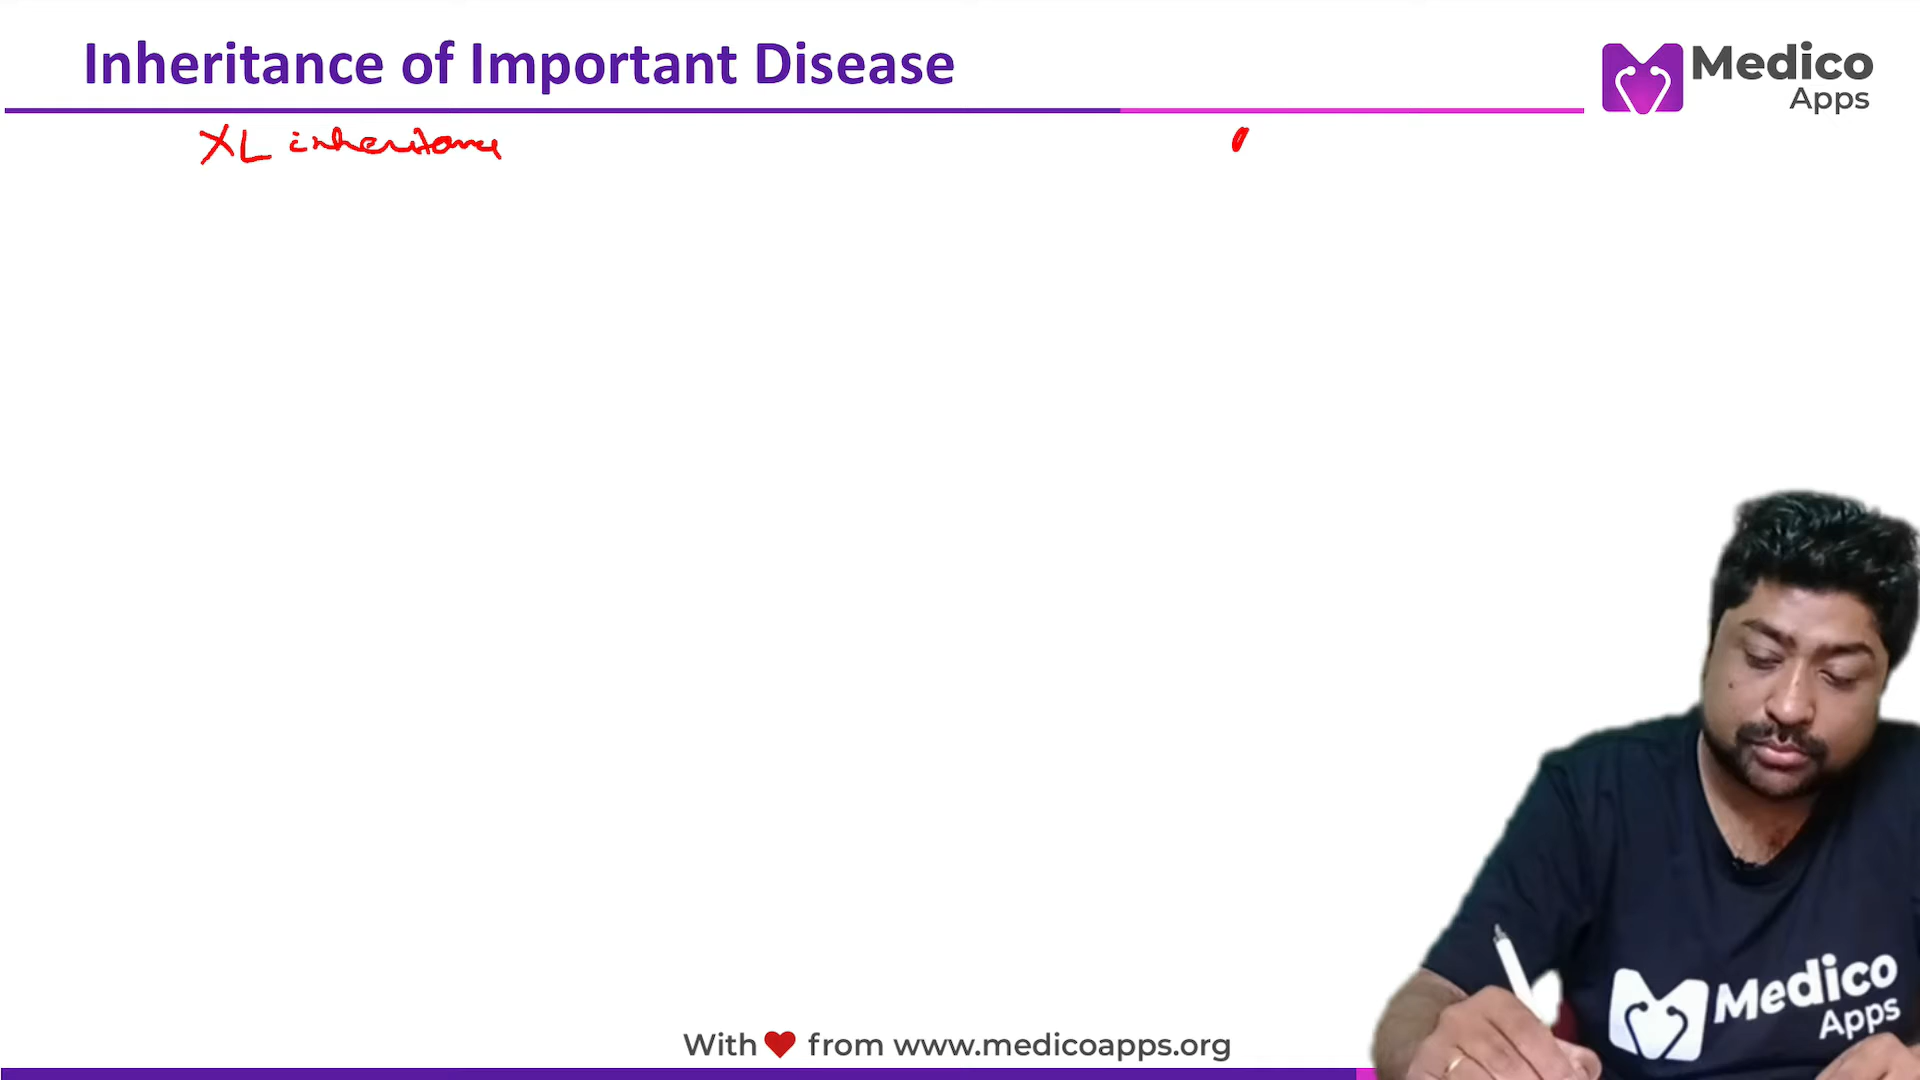 Inheritance of Important Disease
Medico
Apps
XL inheritance
Medico
Apps
With ❤ from www.medicoapps.org